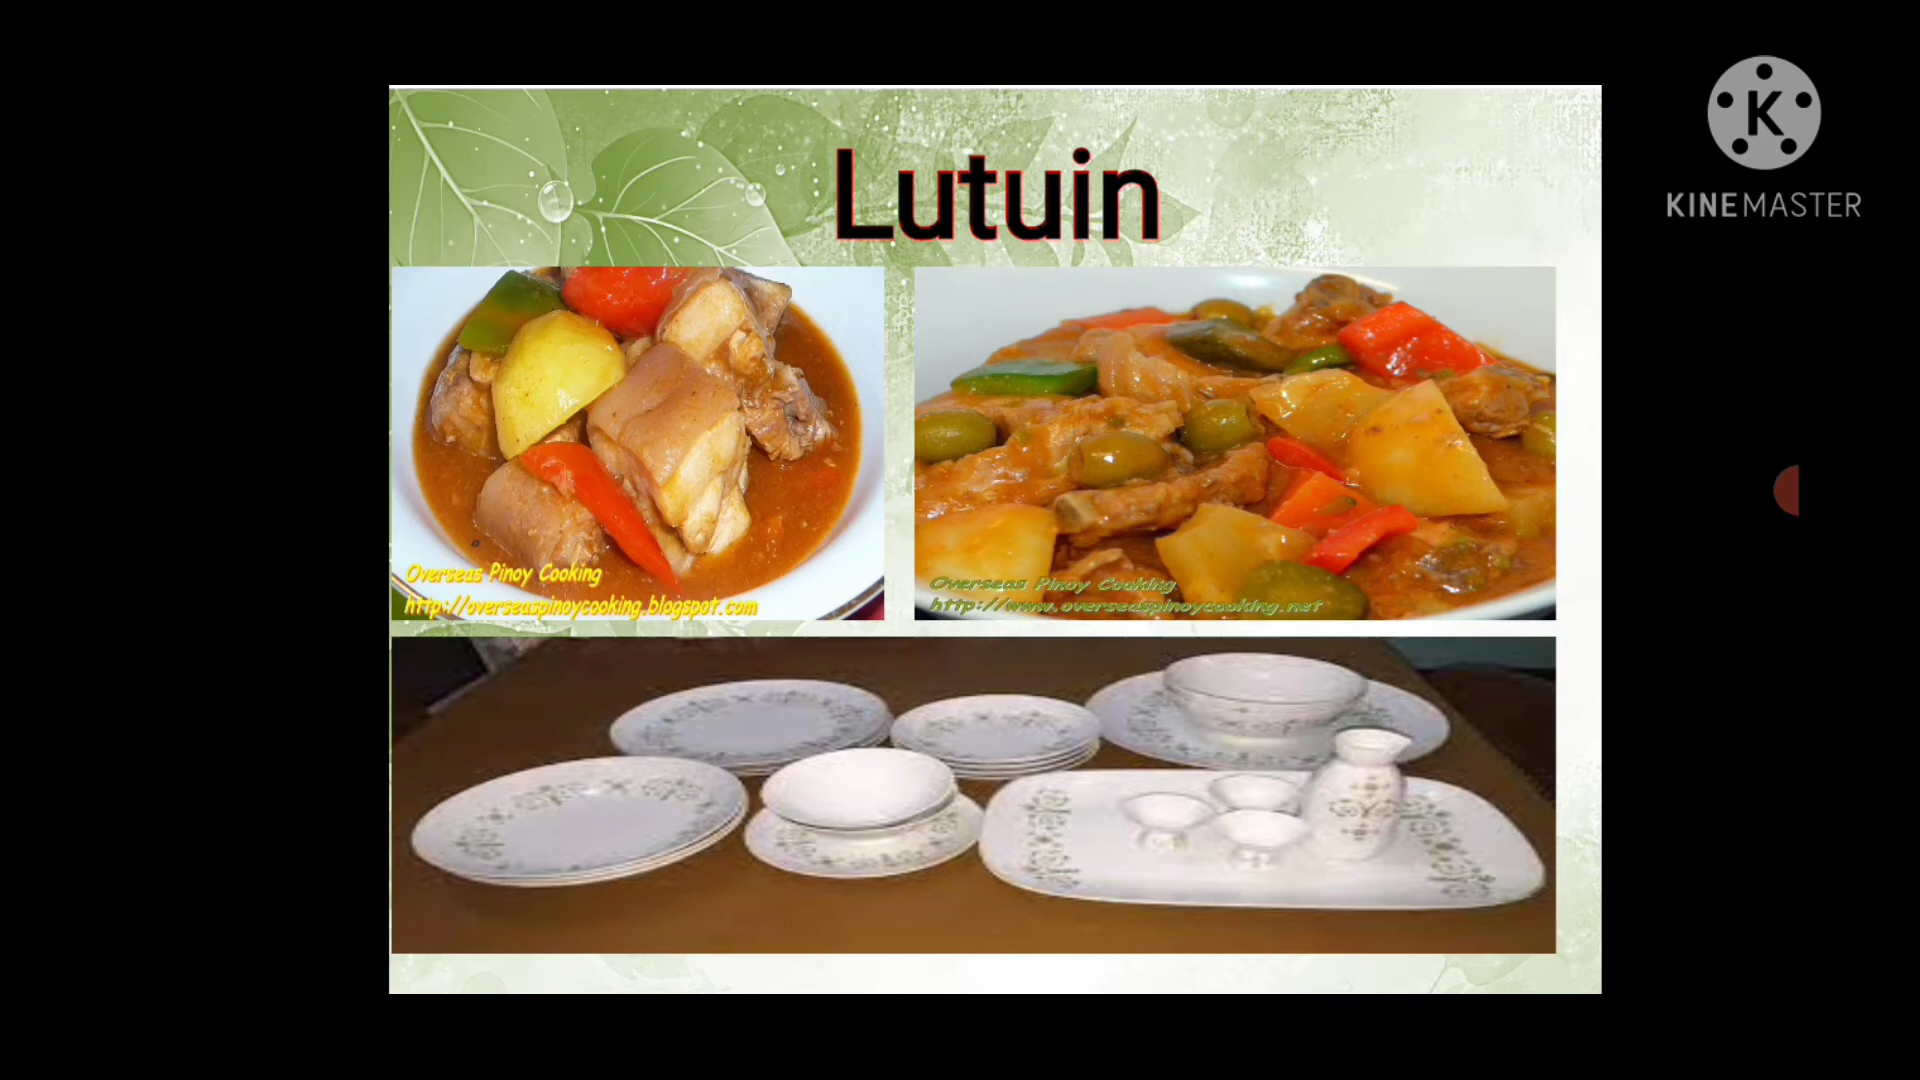 Lutuin
KINEMASTER
Overseas Pinoy Cooking
http://overseaspinoycooking.blogspot.com
Overseas Pinoy Cooking
http://www.overseaspinoycooking.net